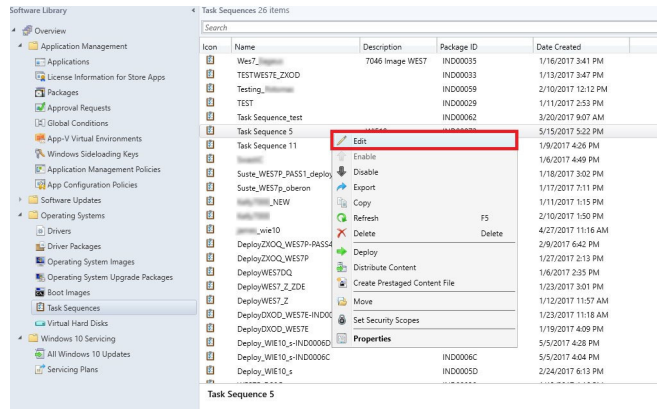 Software Library
Task Sequences 26 items
Search
Overview
Application Management
Applications
License Information for Store Apps
Packages
Approval Requests
Global Conditions
App-V Virtual Environments
Windows Sideloading Keys
Application Management Policies
App Configuration Policies
Software Updates
Operating Systems
Drivers
Driver Packages
Operating System Images
Operating System Upgrade Packages
Boot Images
Task Sequences
Virtual Hard Disks
Windows 10 Servicing
All Windows 10 Updates
Servicing Plans
Icon Name Description Package ID Date Created
Wes7_ 7046 Image WES7 IND00035 1/16/2017 3:41 PM
TESTWES7E_ZXOD IND00033 1/13/2017 3:47 PM
Testing_ IND00059 2/10/2017 12:12 PM
TEST IND00029 1/11/2017 2:53 PM
Task Sequence_test IND00062 3/20/2017 9:07 AM
Task Sequence 5 5/15/2017 5:22 PM
Task Sequence 11 1/9/2017 4:26 PM
1/6/2017 4:49 PM
Suste_WES7P_PASS1_deploy 1/18/2017 3:02 PM
Suste_WES7p_oberon 1/17/2017 7:11 PM
_NEW 1/11/2017 1:15 PM
2/10/2017 1:50 PM
_wie10 4/27/2017 11:16 AM
DeployZXOQ_WES7P-PASS4 2/9/2017 6:42 PM
DeployZXOQ_WES7P 1/27/2017 2:13 PM
DeployWES7DQ 1/6/2017 2:35 PM
DeployWES7_Z_ZDE 1/23/2017 3:01 PM
DeployWES7_Z 1/12/2017 11:57 AM
DeployDXOD_WES7E-IND00 1/23/2017 11:18 AM
DeployDXOD_WES7E 1/19/2017 4:09 PM
Deploy_WIE10_s-IND0006D 5/5/2017 4:28 PM
Deploy_WIE10_s-IND0006C IND0006C 5/5/2017 4:04 PM
Deploy_WIE10_s IND0005D 2/24/2017 6:13 PM
Edit
Enable
Disable
Export
Copy
Refresh F5
Delete Delete
Deploy
Distribute Content
Create Prestaged Content File
Move
Set Security Scopes
Properties
Task Sequence 5